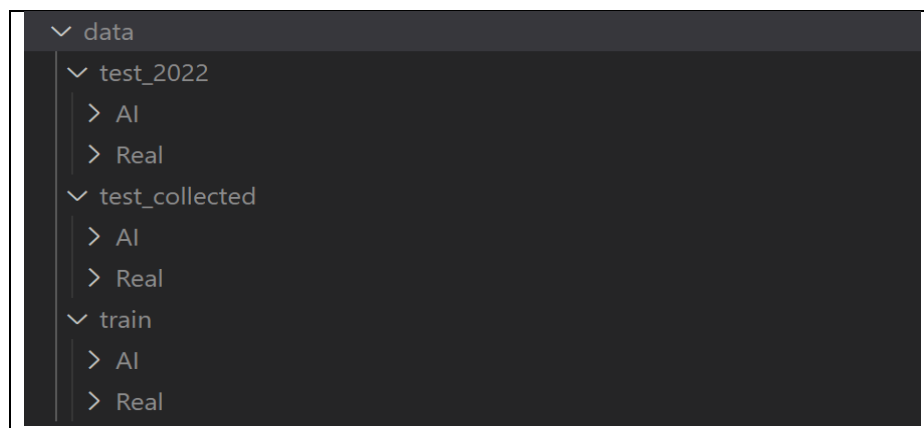 data
test_2022
AI
Real
test_collected
AI
Real
train
AI
Real